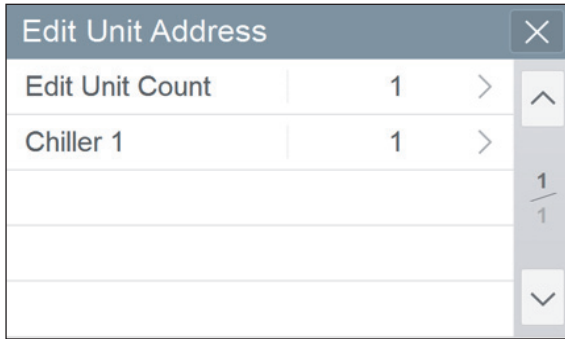 Edit Unit Address
Edit Unit Count 1
Chiller 1 1
1
1